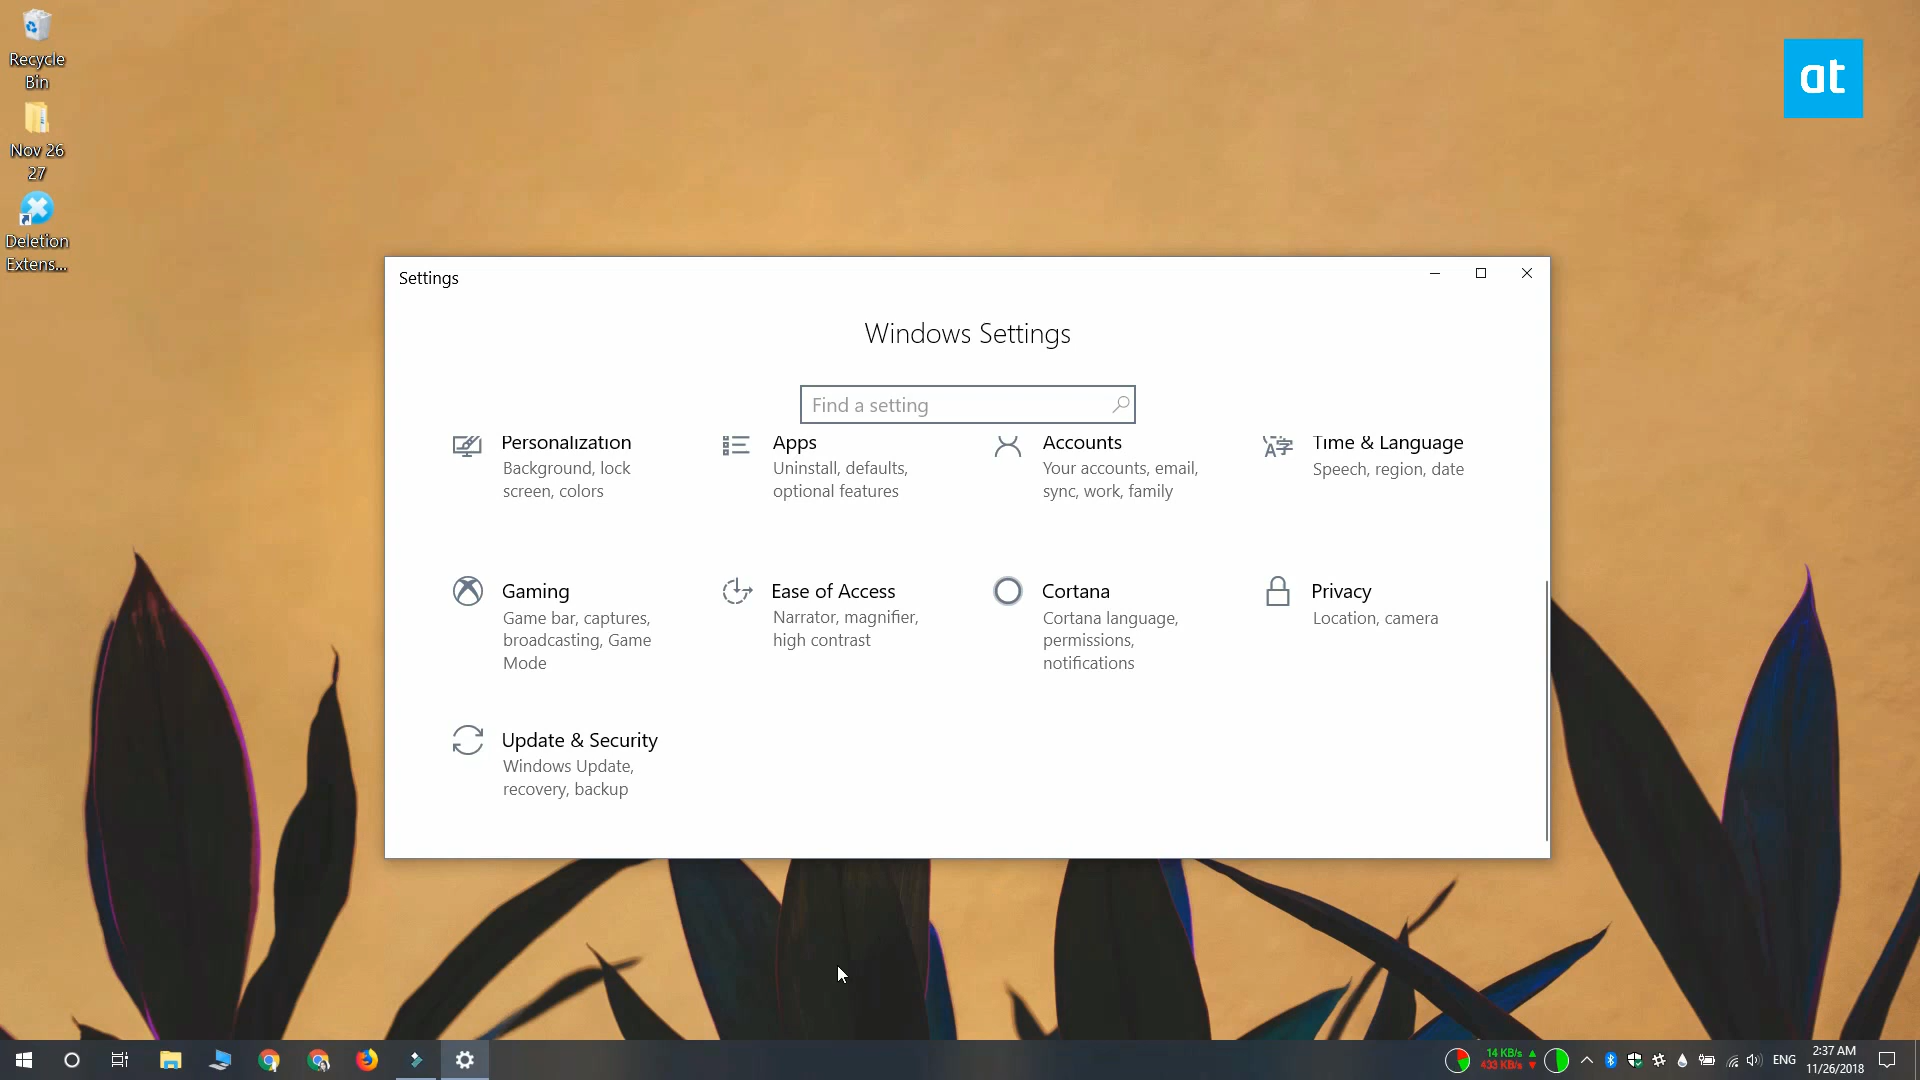 Recycle
Bin
Nov 26
27
Deletion
Extens...
at
Settings
Windows Settings
Find a setting
Personalization
Background, lock
screen, colors
Apps
Uninstall, defaults,
optional features
Accounts
Your accounts, email,
sync, work, family
Time & Language
Speech, region, date
Gaming
Game bar, captures,
broadcasting, Game
Mode
Ease of Access
Narrator, magnifier,
high contrast
Cortana
Cortana language,
permissions,
notifications
Privacy
Location, camera
Update & Security
Windows Update,
recovery, backup
14 KB/s
433 KB/s
ENG
2:37 AM
11/26/2018